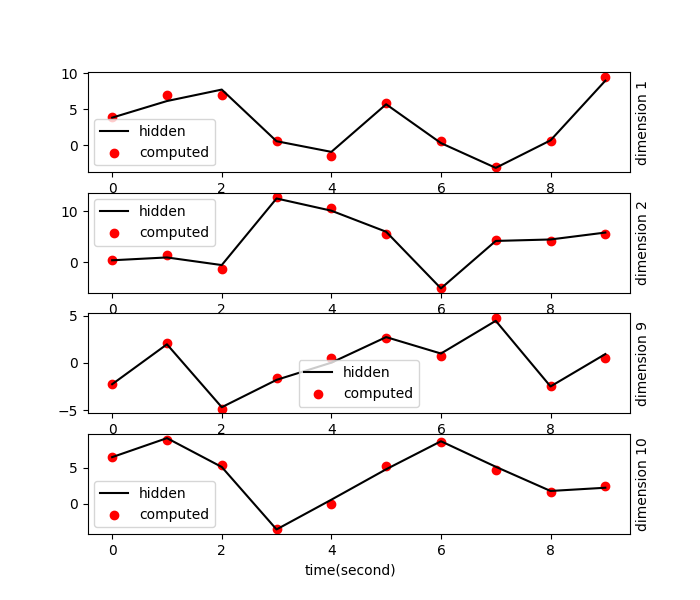 10
5
0
hidden
computed
0 2 4 6 8
dimension 1
10
0
hidden
computed
0 2 4 6 8
dimension 2
5
0
−5
hidden
computed
0 2 4 6 8
dimension 9
5
0
hidden
computed
0 2 4 6 8
dimension 10
time(second)